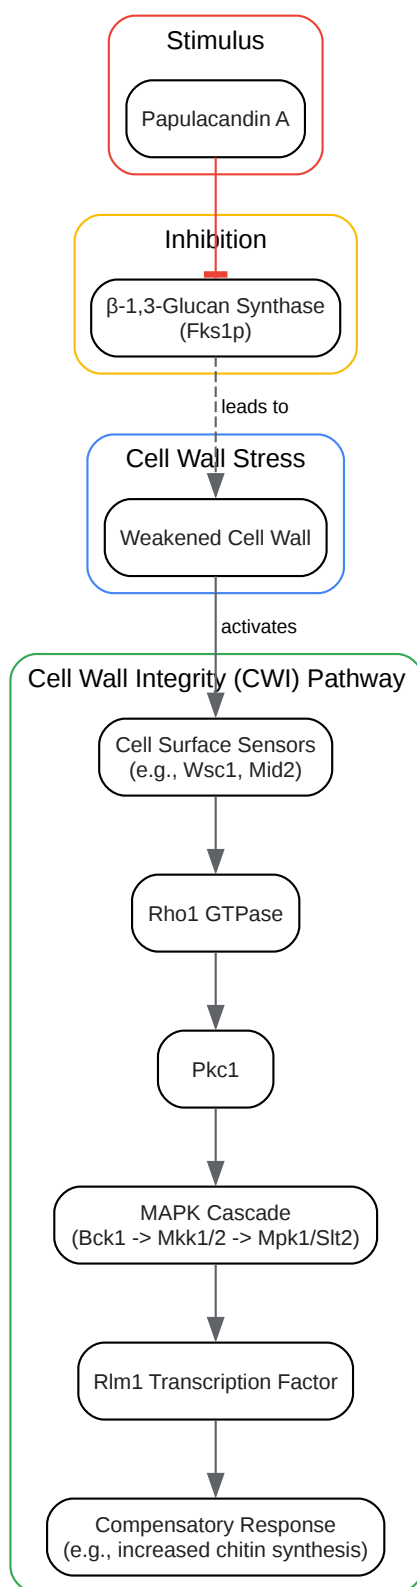 Stimulus
Papulacandin A
Inhibition
β-1,3-Glucan Synthase
(Fks1p)
leads to
Cell Wall Stress
Weakened Cell Wall
activates
Cell Wall Integrity (CWI) Pathway
Cell Surface Sensors
(e.g., Wsc1, Mid2)
Rho1 GTPase
Pkc1
MAPK Cascade
(Bck1 -> Mkk1/2 -> Mpk1/Slt2)
Rlm1 Transcription Factor
Compensatory Response
(e.g., increased chitin synthesis)